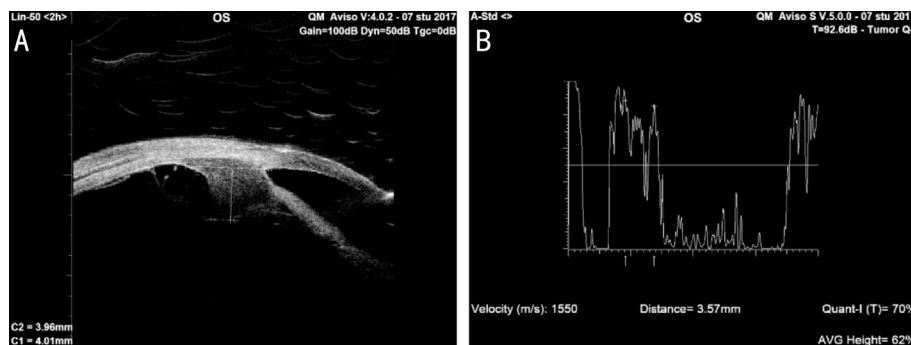 A
Lin-50 <2h>
OS
QM Aviso V:4.0.2 - 07 stu 2017
Gain=100dB Dyn=50dB Tgc=0dB
C2 = 3.96mm
C1 = 4.01mm
B
A-Std <>
OS
QM Aviso S V.5.0.0 - 07 stu 201
T=92.6dB - Tumor Q
Velocity (m/s): 1550
Distance= 3.57mm
Quant-I (T)= 70%
AVG Height= 62%